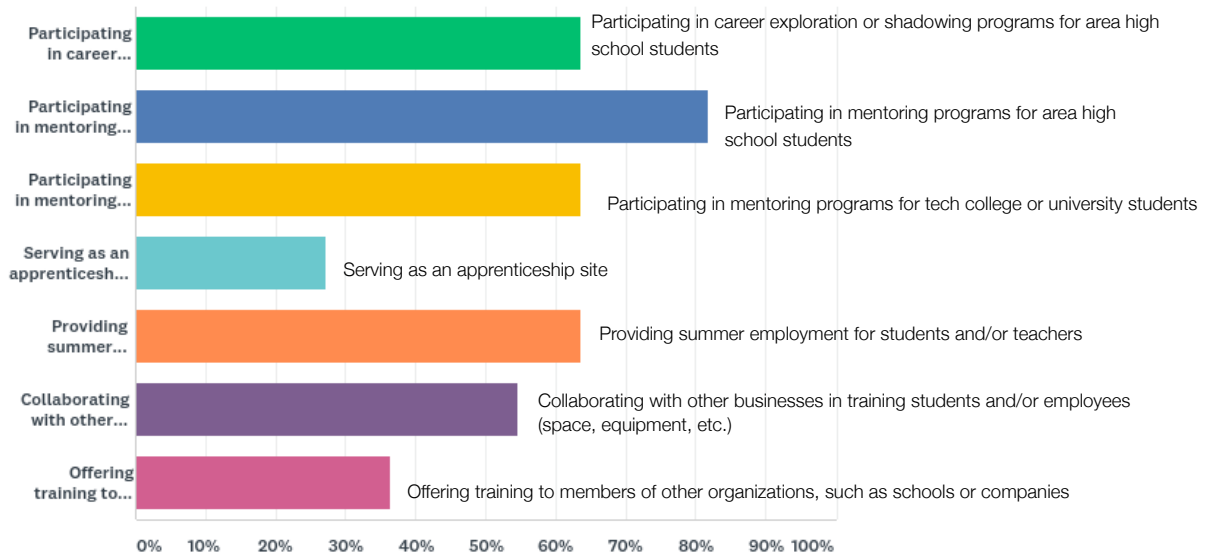 Participating
in career...
Participating in career exploration or shadowing programs for area high
school students
Participating
in mentoring...
Participating in mentoring programs for area high
school students
Participating
in mentoring...
Participating in mentoring programs for tech college or university students
Serving as an
apprenticesh...
Serving as an apprenticeship site
Providing
summer...
Providing summer employment for students and/or teachers
Collaborating
with other...
Collaborating with other businesses in training students and/or employees
(space, equipment, etc.)
Offering
training to...
Offering training to members of other organizations, such as schools or companies
0% 10% 20% 30% 40% 50% 60% 70% 80% 90% 100%